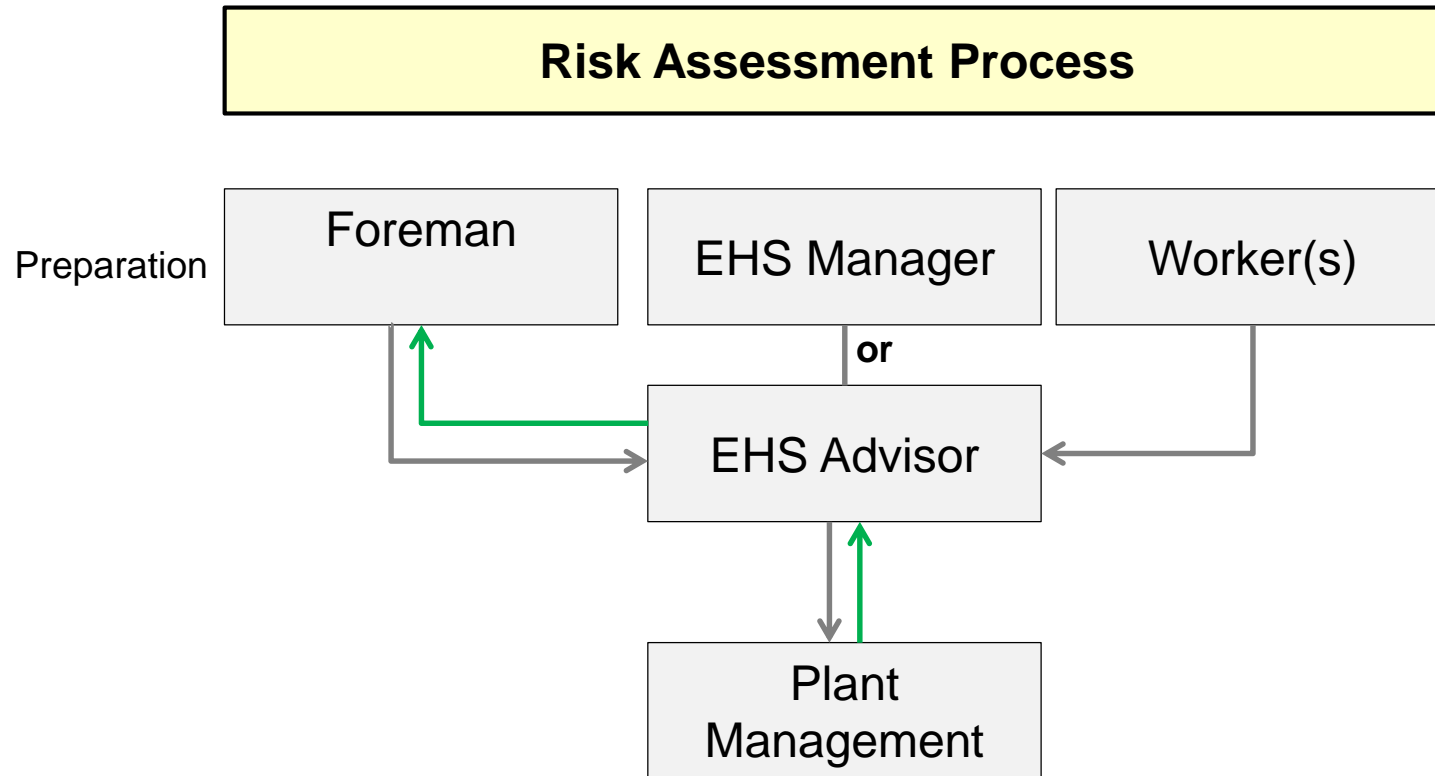 Risk Assessment Process
Preparation
Foreman
EHS Manager
Worker(s)
or
EHS Advisor
Plant
Management